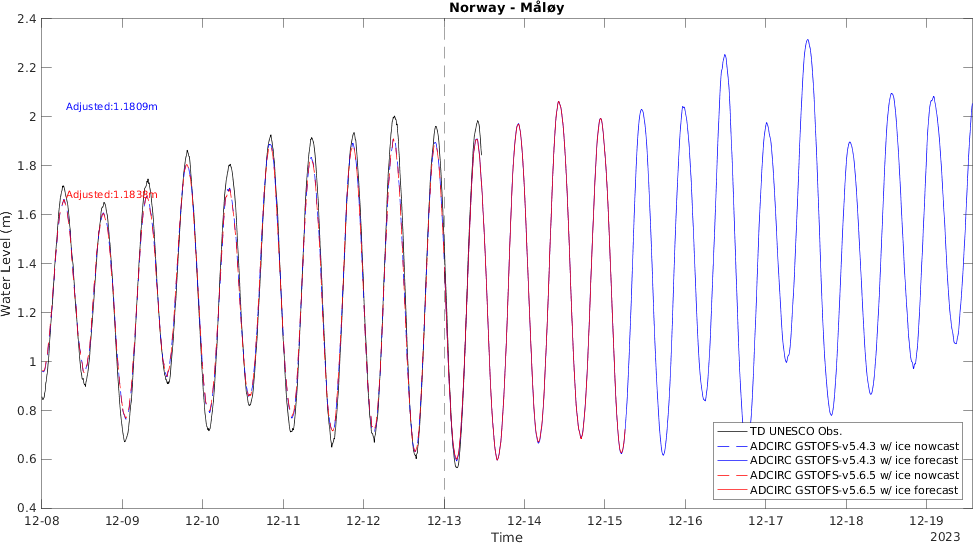 Norway - Måløy
2.4
2.2
2
1.8
1.6
1.4
1.2
1
0.8
0.6
0.4
Water Level (m)
Adjusted:1.1809m
Adjusted:1.1833m
TD UNESCO Obs.
ADCIRC GSTOFS-v5.4.3 w/ ice nowcast
ADCIRC GSTOFS-v5.4.3 w/ ice forecast
ADCIRC GSTOFS-v5.6.5 w/ ice nowcast
ADCIRC GSTOFS-v5.6.5 w/ ice forecast
12-08 12-09 12-10 12-11 12-12 12-13 12-14 12-15 12-16 12-17 12-18 12-19
Time
2023